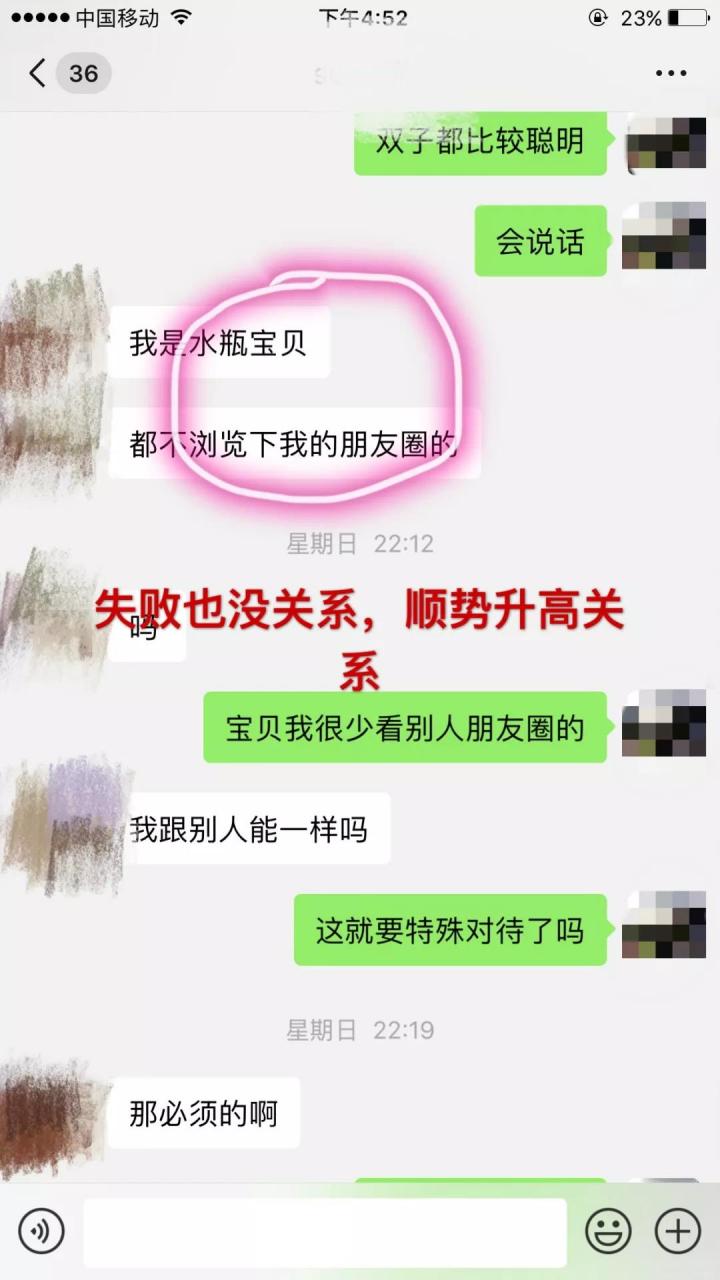 中国移动 下午4:52 23%
36
双子都比较聪明
会说话
我是水瓶宝贝
都不浏览下我的朋友圈的
星期日 22:12
失败也没关系，顺势升高关
系
吗
宝贝我很少看别人朋友圈的
我跟别人能一样吗
这就要特殊对待了吗
星期日 22:19
那必须的啊